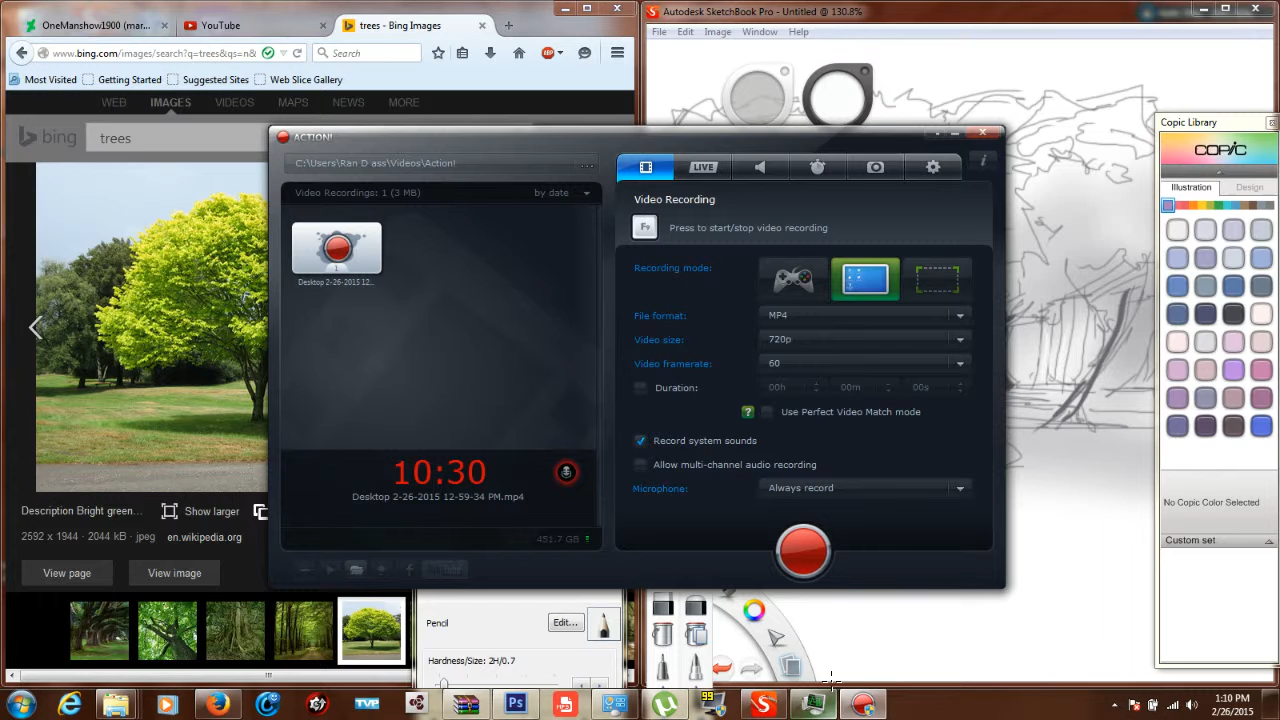 OneManshow1900 (mar...
YouTube
trees - Bing Images
www.bing.com/images/search?q=trees&qs=n&
Search
ABP
Most Visited
Getting Started
Suggested Sites
Web Slice Gallery
WEB
IMAGES
VIDEOS
MAPS
NEWS
MORE
bing
trees
Description Bright green...
Show larger
2592 x 1944 · 2044 kB · jpeg
en.wikipedia.org
View page
View image
Autodesk SketchBook Pro - Untitled @ 130.8%
File Edit Image Window Help
ACTION!
C:\Users\Ran D ass\Videos\Action!
...
Video Recordings: 1 (3 MB)
by date
Desktop 2-26-2015 12...
10:30
Desktop 2-26-2015 12-59-34 PM.mp4
451.7 GB
LIVE
i
Video Recording
F9
Press to start/stop video recording
Recording mode:
File format:
MP4
Video size:
720p
Video framerate:
60
Duration:
00h
00m
00s
?
Use Perfect Video Match mode
Record system sounds
Allow multi-channel audio recording
Microphone:
Always record
Copic Library
COPIC
Illustration
Design
No Copic Color Selected
Custom set
Pencil
Edit...
Hardness/Size: 2H/0.7
TVP
Ps
99
1:10 PM
2/26/2015